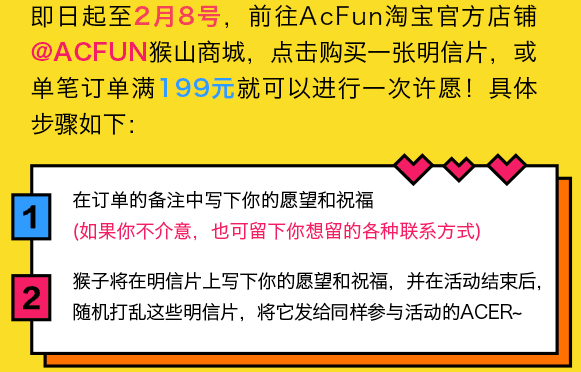 即日起至2月8号，前往AcFun淘宝官方店铺
@ACFUN猴山商城，点击购买一张明信片，或
单笔订单满199元就可以进行一次许愿！具体
步骤如下：
1
在订单的备注中写下你的愿望和祝福
(如果你不介意，也可留下你想留的各种联系方式)
2
猴子将在明信片上写下你的愿望和祝福，并在活动结束后，
随机打乱这些明信片，将它发给同样参与活动的ACER~